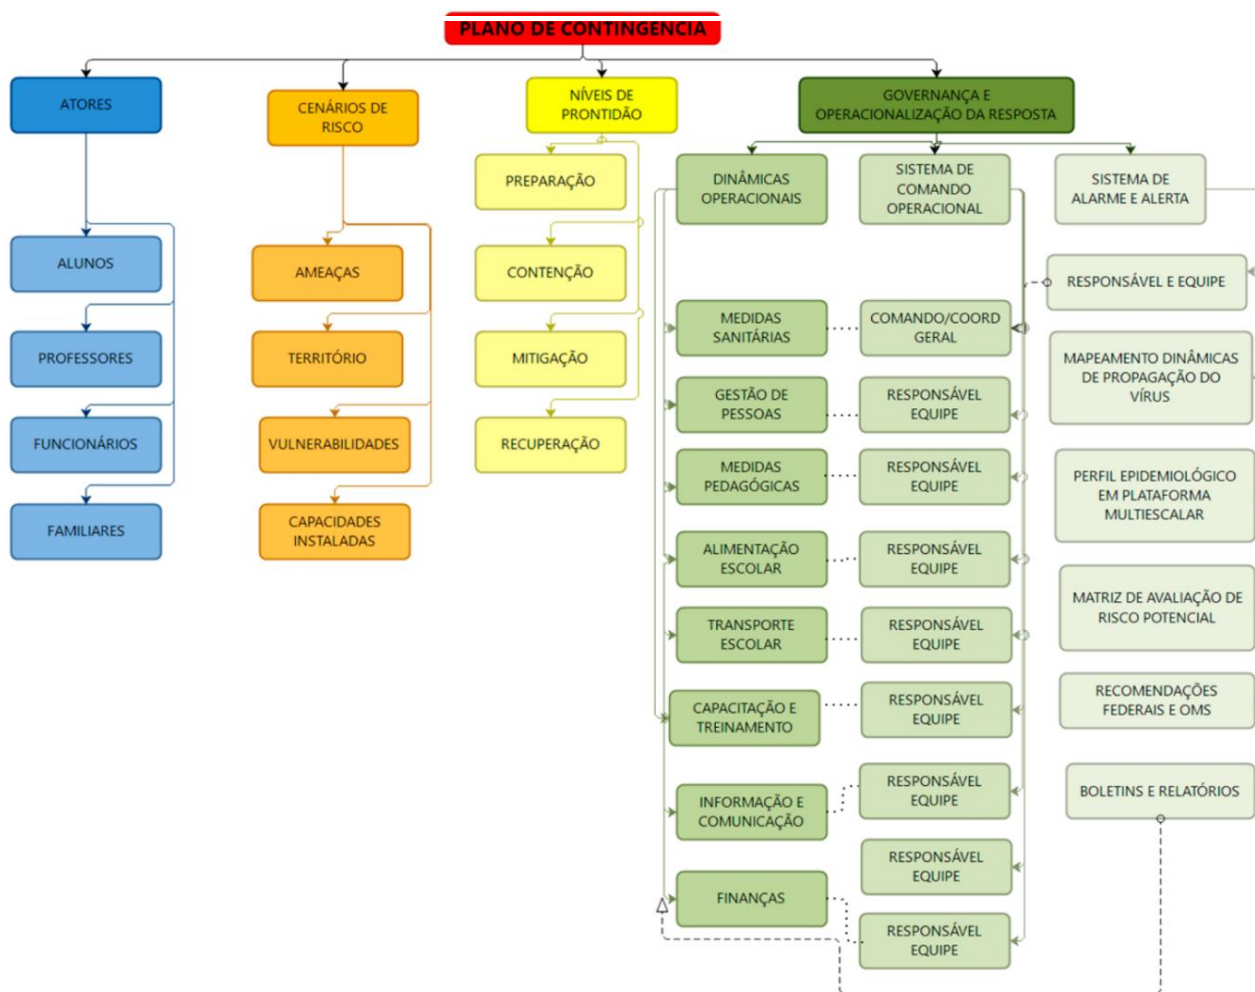 PLANO DE CONTINGÊNCIA
ATORES
CENÁRIOS DE
RISCO
NÍVEIS DE
PRONTIDÃO
GOVERNANÇA E
OPERACIONALIZAÇÃO DA RESPOSTA
ALUNOS
PROFESSORES
FUNCIONÁRIOS
FAMILIARES
AMEAÇAS
TERRITÓRIO
VULNERABILIDADES
CAPACIDADES
INSTALADAS
PREPARAÇÃO
CONTENÇÃO
MITIGAÇÃO
RECUPERAÇÃO
DINÂMICAS
OPERACIONAIS
MEDIDAS
SANITÁRIAS
GESTÃO DE
PESSOAS
MEDIDAS
PEDAGÓGICAS
ALIMENTAÇÃO
ESCOLAR
TRANSPORTE
ESCOLAR
CAPACITAÇÃO E
TREINAMENTO
INFORMAÇÃO E
COMUNICAÇÃO
FINANÇAS
SISTEMA DE
COMANDO
OPERACIONAL
COMANDO/COORD
GERAL
RESPONSÁVEL
EQUIPE
RESPONSÁVEL
EQUIPE
RESPONSÁVEL
EQUIPE
RESPONSÁVEL
EQUIPE
RESPONSÁVEL
EQUIPE
RESPONSÁVEL
EQUIPE
RESPONSÁVEL
EQUIPE
RESPONSÁVEL
EQUIPE
SISTEMA DE
ALARME E ALERTA
RESPONSÁVEL E EQUIPE
MAPEAMENTO DINÂMICAS
DE PROPAGAÇÃO DO
VÍRUS
PERFIL EPIDEMIOLÓGICO
EM PLATAFORMA
MULTIESCALAR
MATRIZ DE AVALIAÇÃO DE
RISCO POTENCIAL
RECOMENDAÇÕES
FEDERAIS E OMS
BOLETINS E RELATÓRIOS